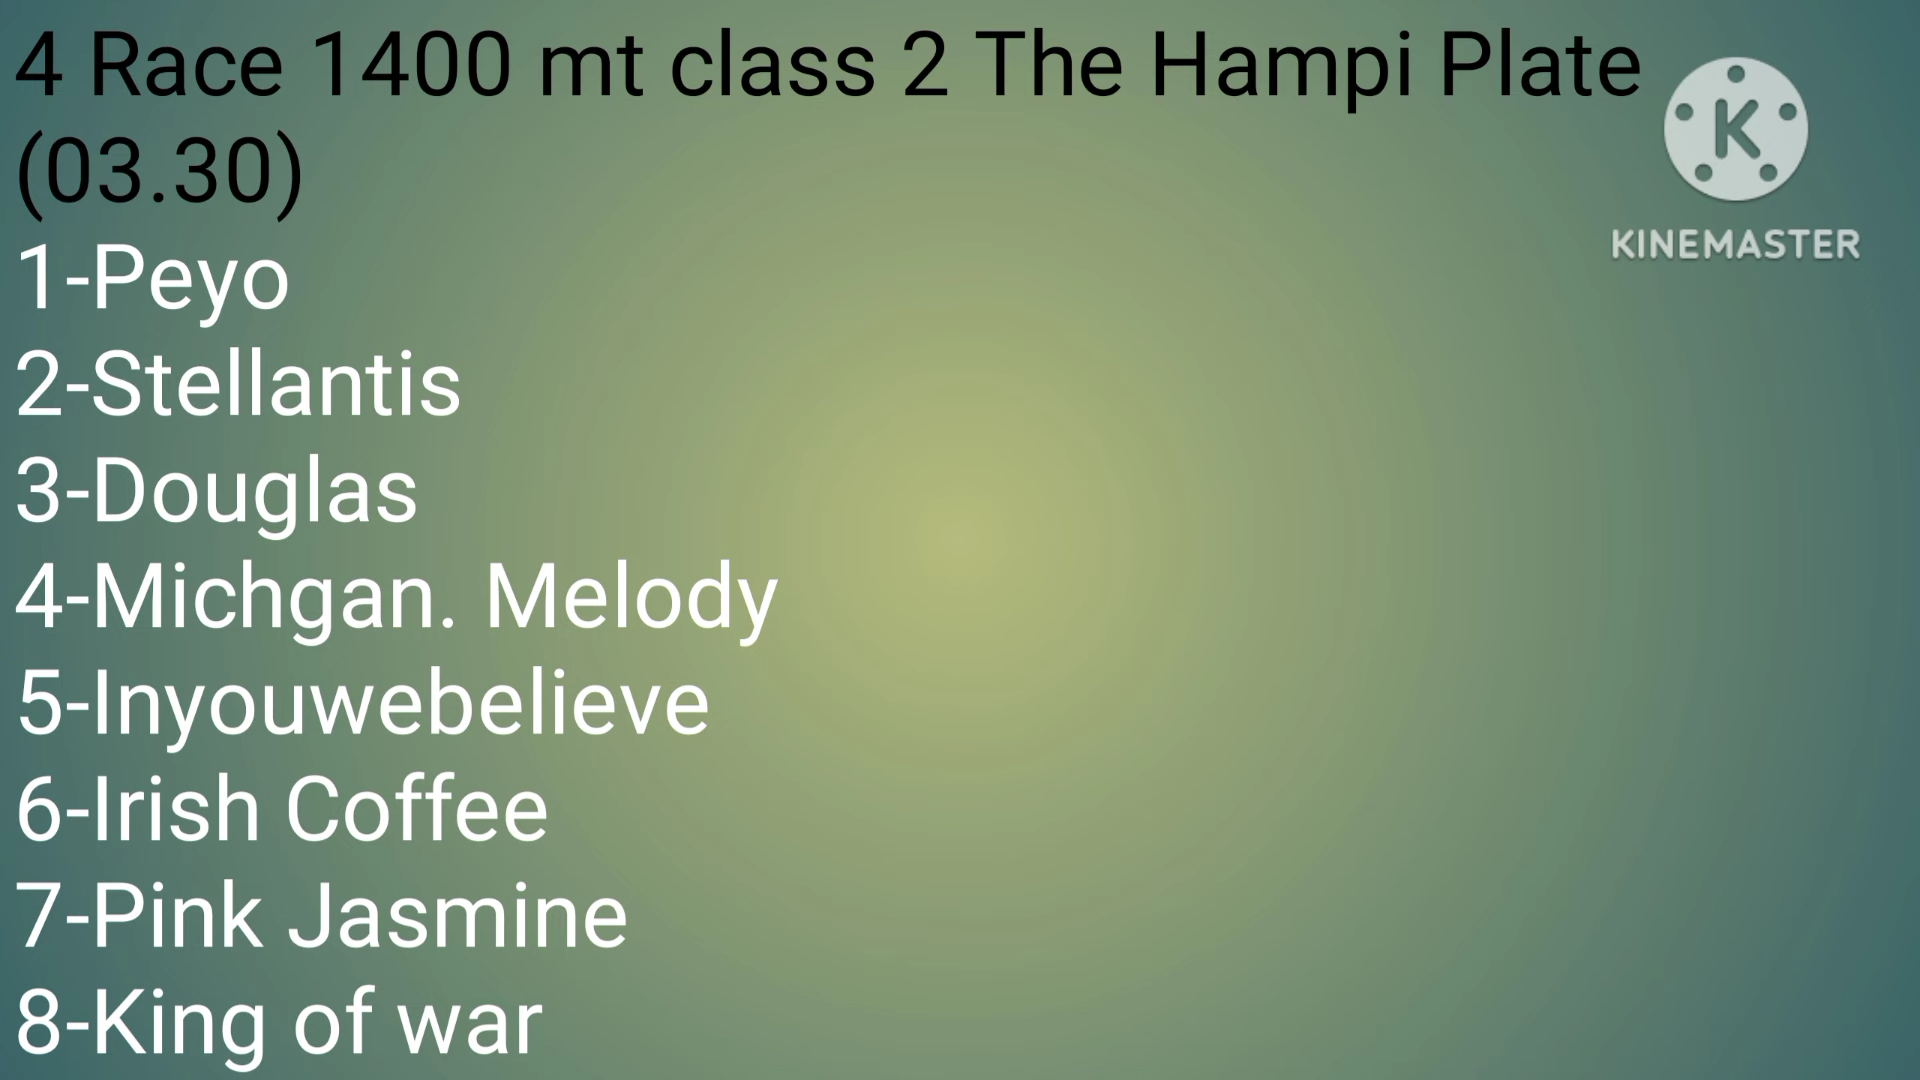 4 Race 1400 mt class 2 The Hampi Plate
(03.30)
1-Peyo
2-Stellantis
3-Douglas
4-Michgan. Melody
5-Inyouwebelieve
6-Irish Coffee
7-Pink Jasmine
8-King of war
K
KINEMASTER